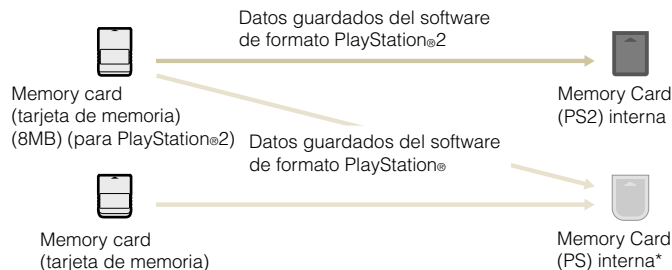 Datos guardados del software
de formato PlayStation®2
Memory card
(tarjeta de memoria)
(8MB) (para PlayStation®2)
Memory Card
(PS2) interna
Datos guardados del software
de formato PlayStation®
Memory card
(tarjeta de memoria)
Memory Card
(PS) interna*